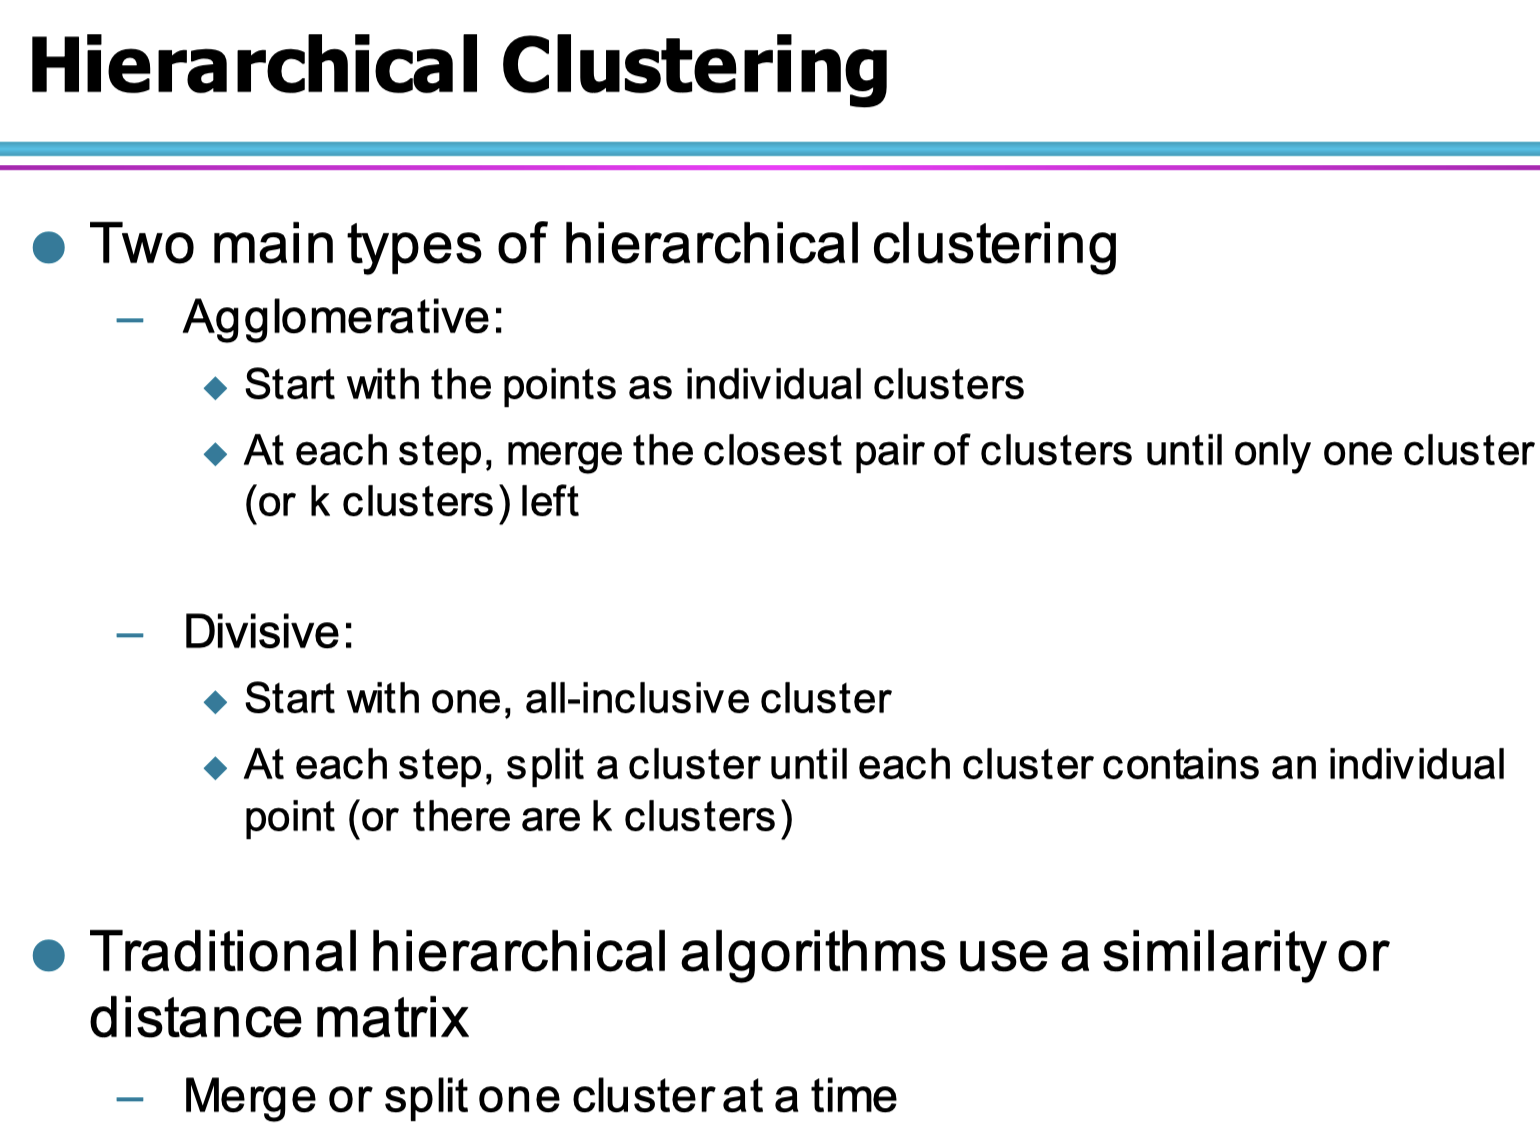 Hierarchical Clustering
● Two main types of hierarchical clustering
– Agglomerative:
◆ Start with the points as individual clusters
◆ At each step, merge the closest pair of clusters until only one cluster
(or k clusters) left
– Divisive:
◆ Start with one, all-inclusive cluster
◆ At each step, split a cluster until each cluster contains an individual
point (or there are k clusters)
● Traditional hierarchical algorithms use a similarity or
distance matrix
– Merge or split one cluster at a time